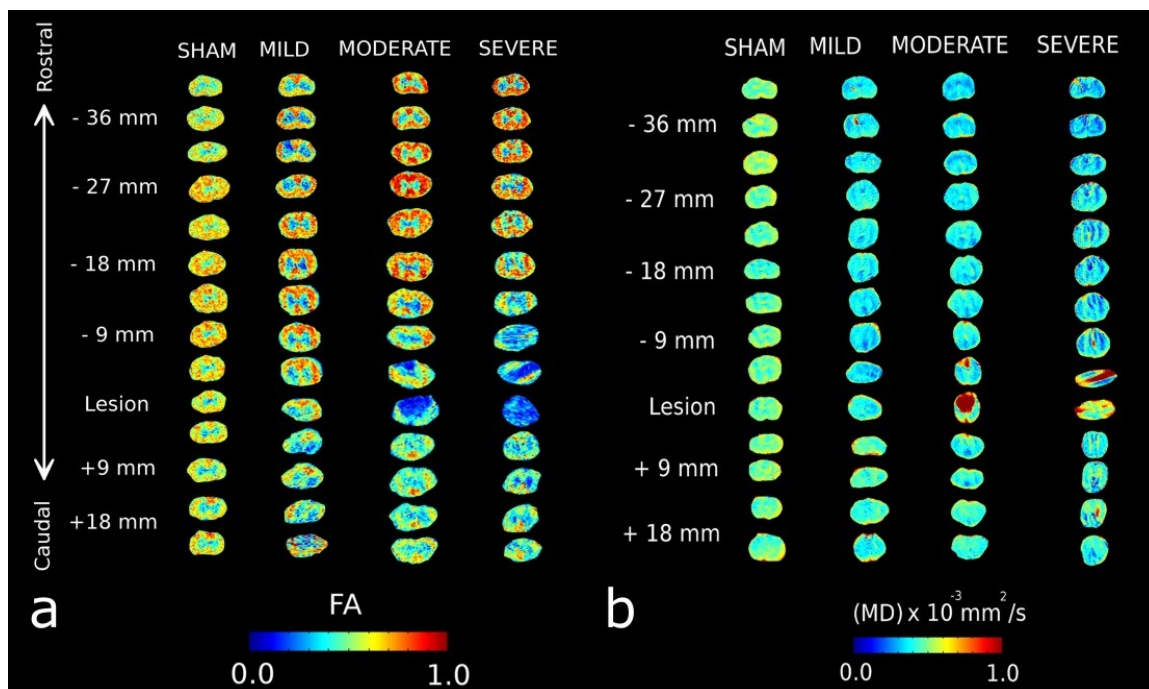 SHAM MILD MODERATE SEVERE
Rostral
- 36 mm
- 27 mm
- 18 mm
- 9 mm
Lesion
+9 mm
+18 mm
Caudal
a
FA
0.0 1.0
SHAM MILD MODERATE SEVERE
- 36 mm
- 27 mm
- 18 mm
- 9 mm
Lesion
+ 9 mm
+ 18 mm
b
(MD) x 10⁻³ mm²/s
0.0 1.0